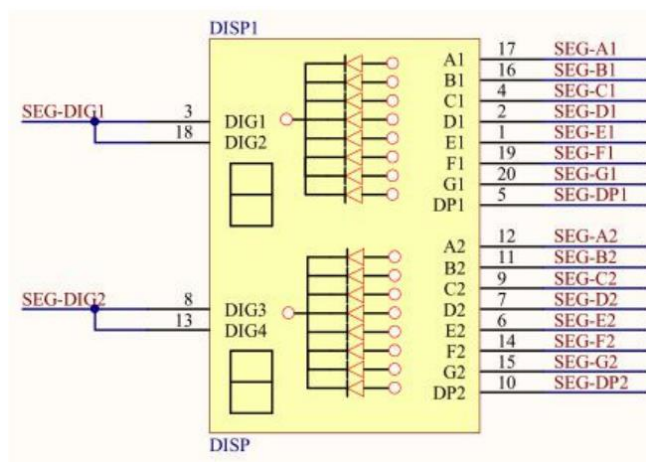 DISP1
SEG-DIG1 3 DIG1
18 DIG2
A1 17 SEG-A1
B1 16 SEG-B1
C1 4 SEG-C1
D1 2 SEG-D1
E1 1 SEG-E1
F1 19 SEG-F1
G1 20 SEG-G1
DP1 5 SEG-DP1
SEG-DIG2 8 DIG3
13 DIG4
A2 12 SEG-A2
B2 11 SEG-B2
C2 9 SEG-C2
D2 7 SEG-D2
E2 6 SEG-E2
F2 14 SEG-F2
G2 15 SEG-G2
DP2 10 SEG-DP2
DISP